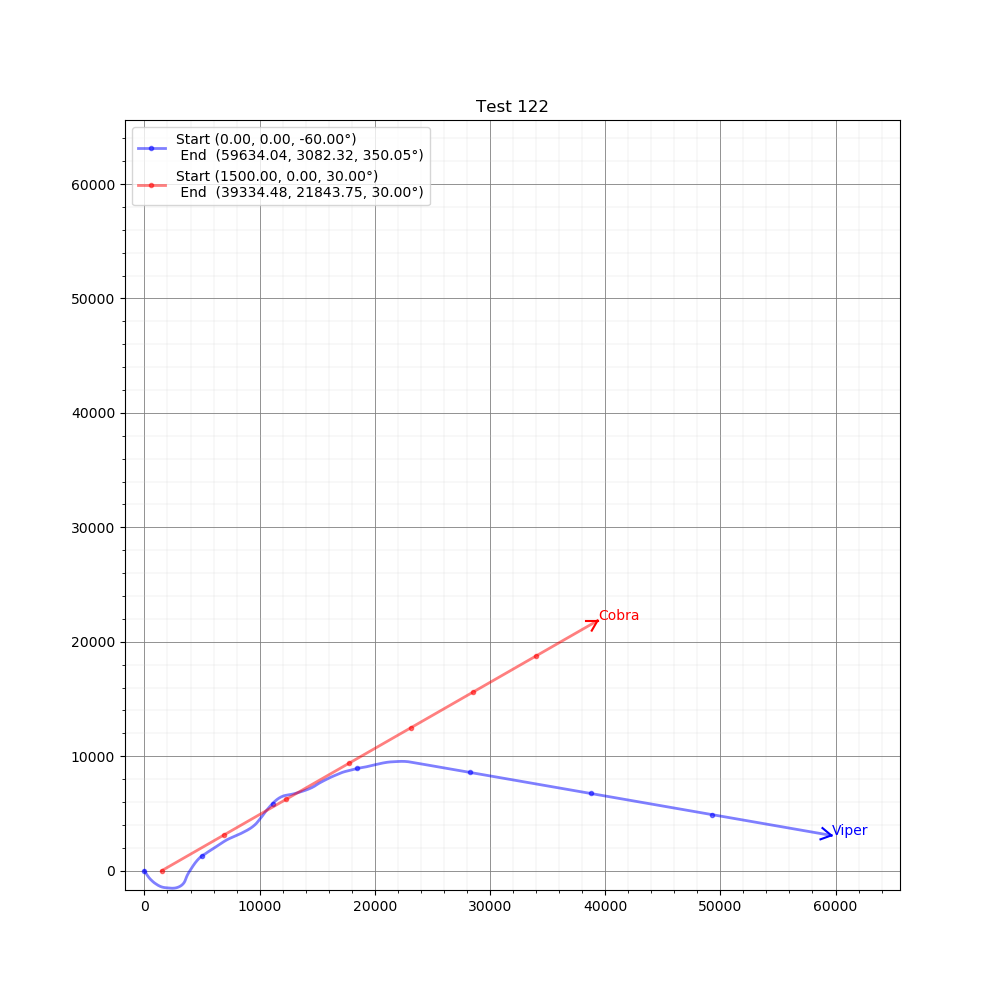 Test 122
Start (0.00, 0.00, -60.00°)
End (59634.04, 3082.32, 350.05°)
Start (1500.00, 0.00, 30.00°)
End (39334.48, 21843.75, 30.00°)
60000
50000
40000
30000
20000
10000
0
Cobra
Viper
0 10000 20000 30000 40000 50000 60000